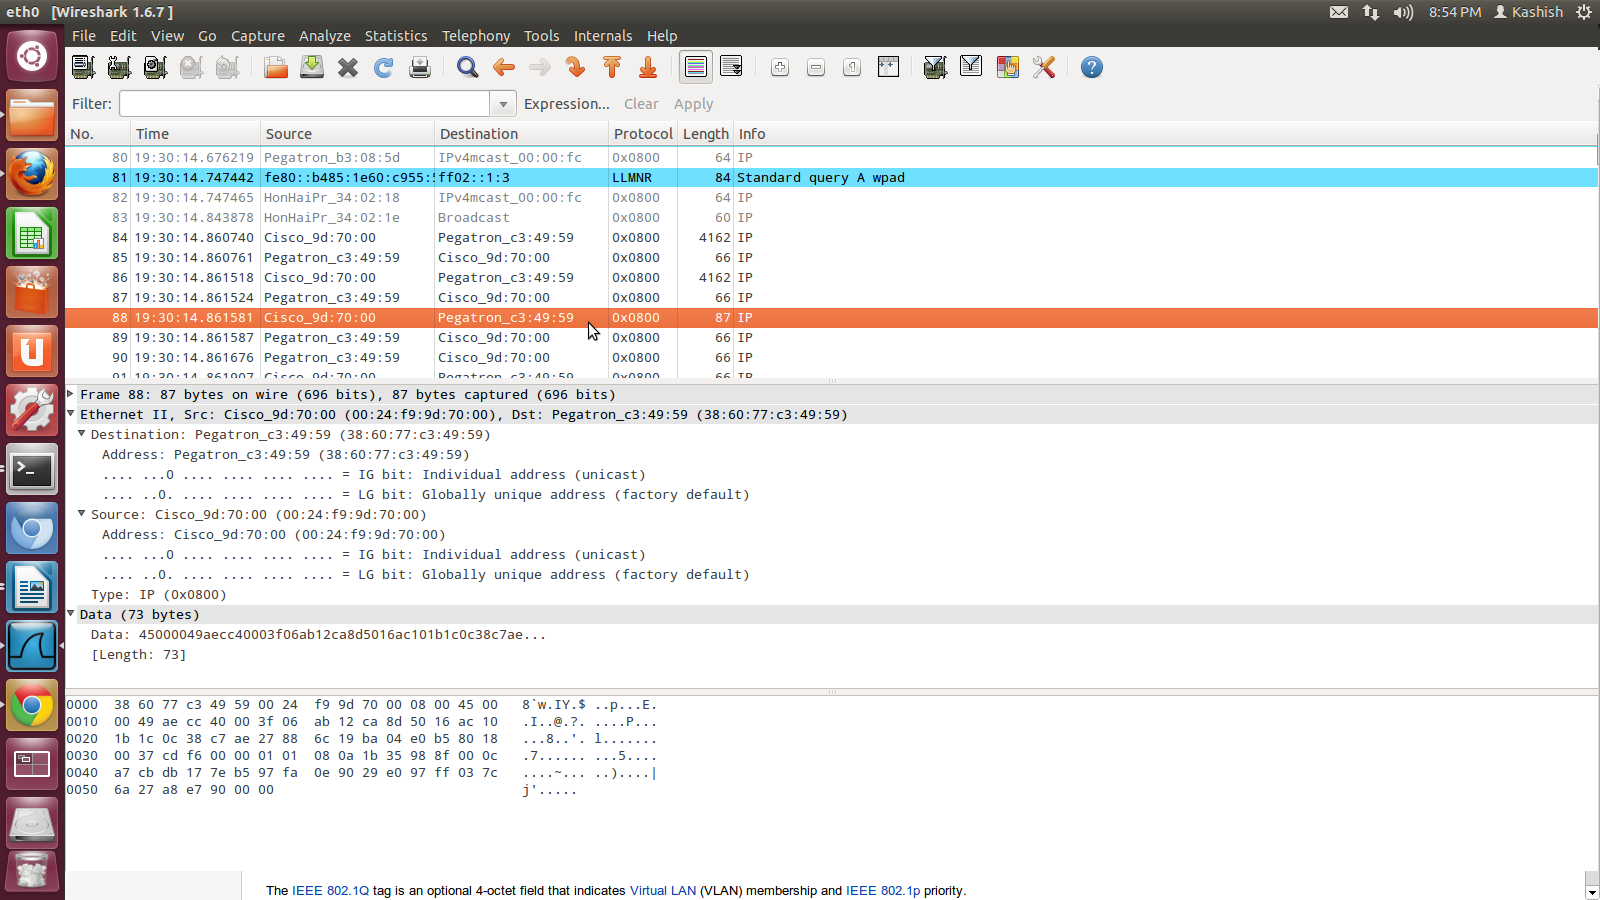 eth0 [Wireshark 1.6.7 ]
8:54 PM Kashish
File Edit View Go Capture Analyze Statistics Telephony Tools Internals Help
Filter: Expression... Clear Apply
No. Time Source Destination Protocol Length Info
80 19:30:14.676219 Pegatron_b3:08:5d IPv4mcast_00:00:fc 0x0800 64 IP
81 19:30:14.747442 fe80::b485:1e60:c955:5 ff02::1:3 LLMNR 84 Standard query A wpad
82 19:30:14.747465 HonHaiPr_34:02:18 IPv4mcast_00:00:fc 0x0800 64 IP
83 19:30:14.843878 HonHaiPr_34:02:1e Broadcast 0x0800 60 IP
84 19:30:14.860740 Cisco_9d:70:00 Pegatron_c3:49:59 0x0800 4162 IP
85 19:30:14.860761 Pegatron_c3:49:59 Cisco_9d:70:00 0x0800 66 IP
86 19:30:14.861518 Cisco_9d:70:00 Pegatron_c3:49:59 0x0800 4162 IP
87 19:30:14.861524 Pegatron_c3:49:59 Cisco_9d:70:00 0x0800 66 IP
88 19:30:14.861581 Cisco_9d:70:00 Pegatron_c3:49:59 0x0800 87 IP
89 19:30:14.861587 Pegatron_c3:49:59 Cisco_9d:70:00 0x0800 66 IP
90 19:30:14.861676 Pegatron_c3:49:59 Cisco_9d:70:00 0x0800 66 IP
91 19:30:14.861907 Cisco_9d:70:00 Pegatron_c3:49:59 0x0800 66 IP
Frame 88: 87 bytes on wire (696 bits), 87 bytes captured (696 bits)
Ethernet II, Src: Cisco_9d:70:00 (00:24:f9:9d:70:00), Dst: Pegatron_c3:49:59 (38:60:77:c3:49:59)
Destination: Pegatron_c3:49:59 (38:60:77:c3:49:59)
Address: Pegatron_c3:49:59 (38:60:77:c3:49:59)
.... ...0 .... .... .... .... = IG bit: Individual address (unicast)
.... ..0. .... .... .... .... = LG bit: Globally unique address (factory default)
Source: Cisco_9d:70:00 (00:24:f9:9d:70:00)
Address: Cisco_9d:70:00 (00:24:f9:9d:70:00)
.... ...0 .... .... .... .... = IG bit: Individual address (unicast)
.... ..0. .... .... .... .... = LG bit: Globally unique address (factory default)
Type: IP (0x0800)
Data (73 bytes)
Data: 45000049aecc40003f06ab12ca8d5016ac101b1c0c38c7ae...
[Length: 73]
0000 38 60 77 c3 49 59 00 24 f9 9d 70 00 08 00 45 00 8`w.IY.$ ..p...E.
0010 00 49 ae cc 40 00 3f 06 ab 12 ca 8d 50 16 ac 10 .I..@.?. ....P...
0020 1b 1c 0c 38 c7 ae 27 88 6c 19 ba 04 e0 b5 80 18 ...8..'. l.......
0030 00 37 cd f6 00 00 01 01 08 0a 1b 35 98 8f 00 0c .7...... ...5....
0040 a7 cb db 17 7e b5 97 fa 0e 90 29 e0 97 ff 03 7c ....~... ..)....|
0050 6a 27 a8 e7 90 00 00 j'.....
The IEEE 802.1Q tag is an optional 4-octet field that indicates Virtual LAN (VLAN) membership and IEEE 802.1p priority.